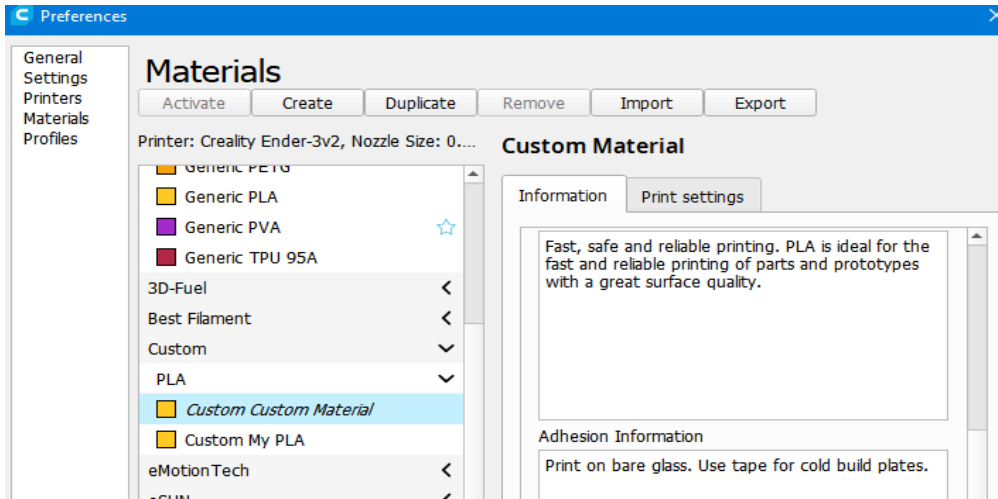 Preferences
General
Settings
Printers
Materials
Profiles
Materials
Activate
Create
Duplicate
Remove
Import
Export
Printer: Creality Ender-3v2, Nozzle Size: 0....
Generic PETG
Generic PLA
Generic PVA
Generic TPU 95A
3D-Fuel
Best Filament
Custom
PLA
Custom Custom Material
Custom My PLA
eMotionTech
eSUN
Custom Material
Information
Print settings
Fast, safe and reliable printing. PLA is ideal for the
fast and reliable printing of parts and prototypes
with a great surface quality.
Adhesion Information
Print on bare glass. Use tape for cold build plates.